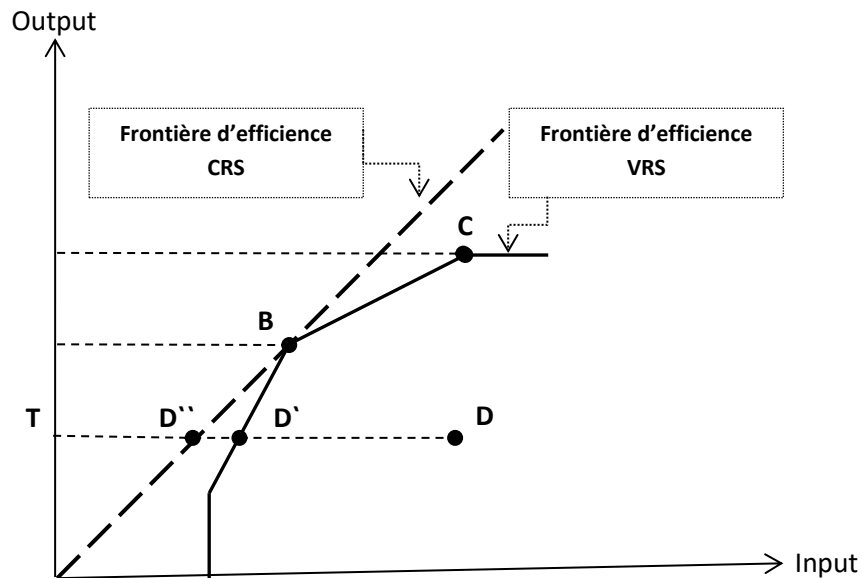 Output
Frontière d’efficience
CRS
Frontière d’efficience
VRS
C
B
T
D``
D`
D
Input